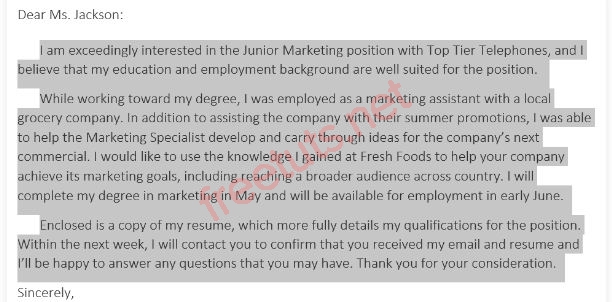 Dear Ms. Jackson:
I am exceedingly interested in the Junior Marketing position with Top Tier Telephones, and I
believe that my education and employment background are well suited for the position.
While working toward my degree, I was employed as a marketing assistant with a local
grocery company. In addition to assisting the company with their summer promotions, I was able
to help the Marketing Specialist develop and carry through ideas for the company's next
commercial. I would like to use the knowledge I gained at Fresh Foods to help your company
achieve its marketing goals, including reaching a broader audience across country. I will
complete my degree in marketing in May and will be available for employment in early June.
Enclosed is a copy of my resume, which more fully details my qualifications for the position.
Within the next week, I will contact you to confirm that you received my email and resume and
I'll be happy to answer any questions that you may have. Thank you for your consideration.
Sincerely,
freetuts.net